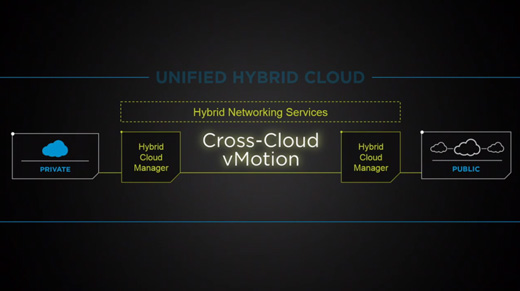 UNIFIED HYBRID CLOUD
Hybrid Networking Services
PRIVATE
Hybrid
Cloud
Manager
Cross-Cloud
vMotion
Hybrid
Cloud
Manager
PUBLIC